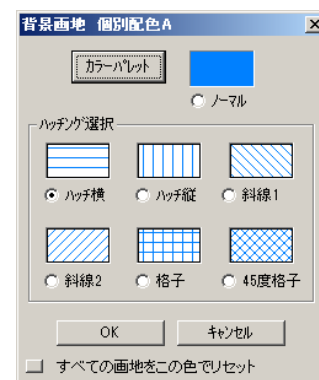 背景画地 個別配色A
カラーパレット
ノーマル
ハッチング選択
ハッチ横 ハッチ縦 斜線1
斜線2 格子 45度格子
OK キャンセル
すべての画地をこの色でリセット